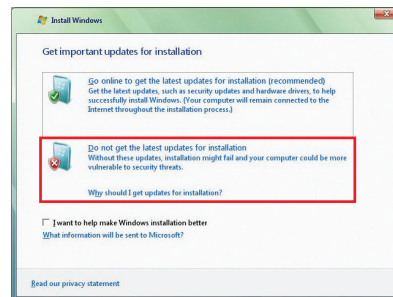 Install Windows
Get important updates for installation
Go online to get the latest updates for installation (recommended)
Get the latest updates, such as security updates and hardware drivers, to help
successfully install Windows. (Your computer will remain connected to the
Internet throughout the installation process.)
Do not get the latest updates for installation
Without these updates, installation might fail and your computer could be more
vulnerable to security threats.
Why should I get updates for installation?
I want to help make Windows installation better
What information will be sent to Microsoft?
Read our privacy statement